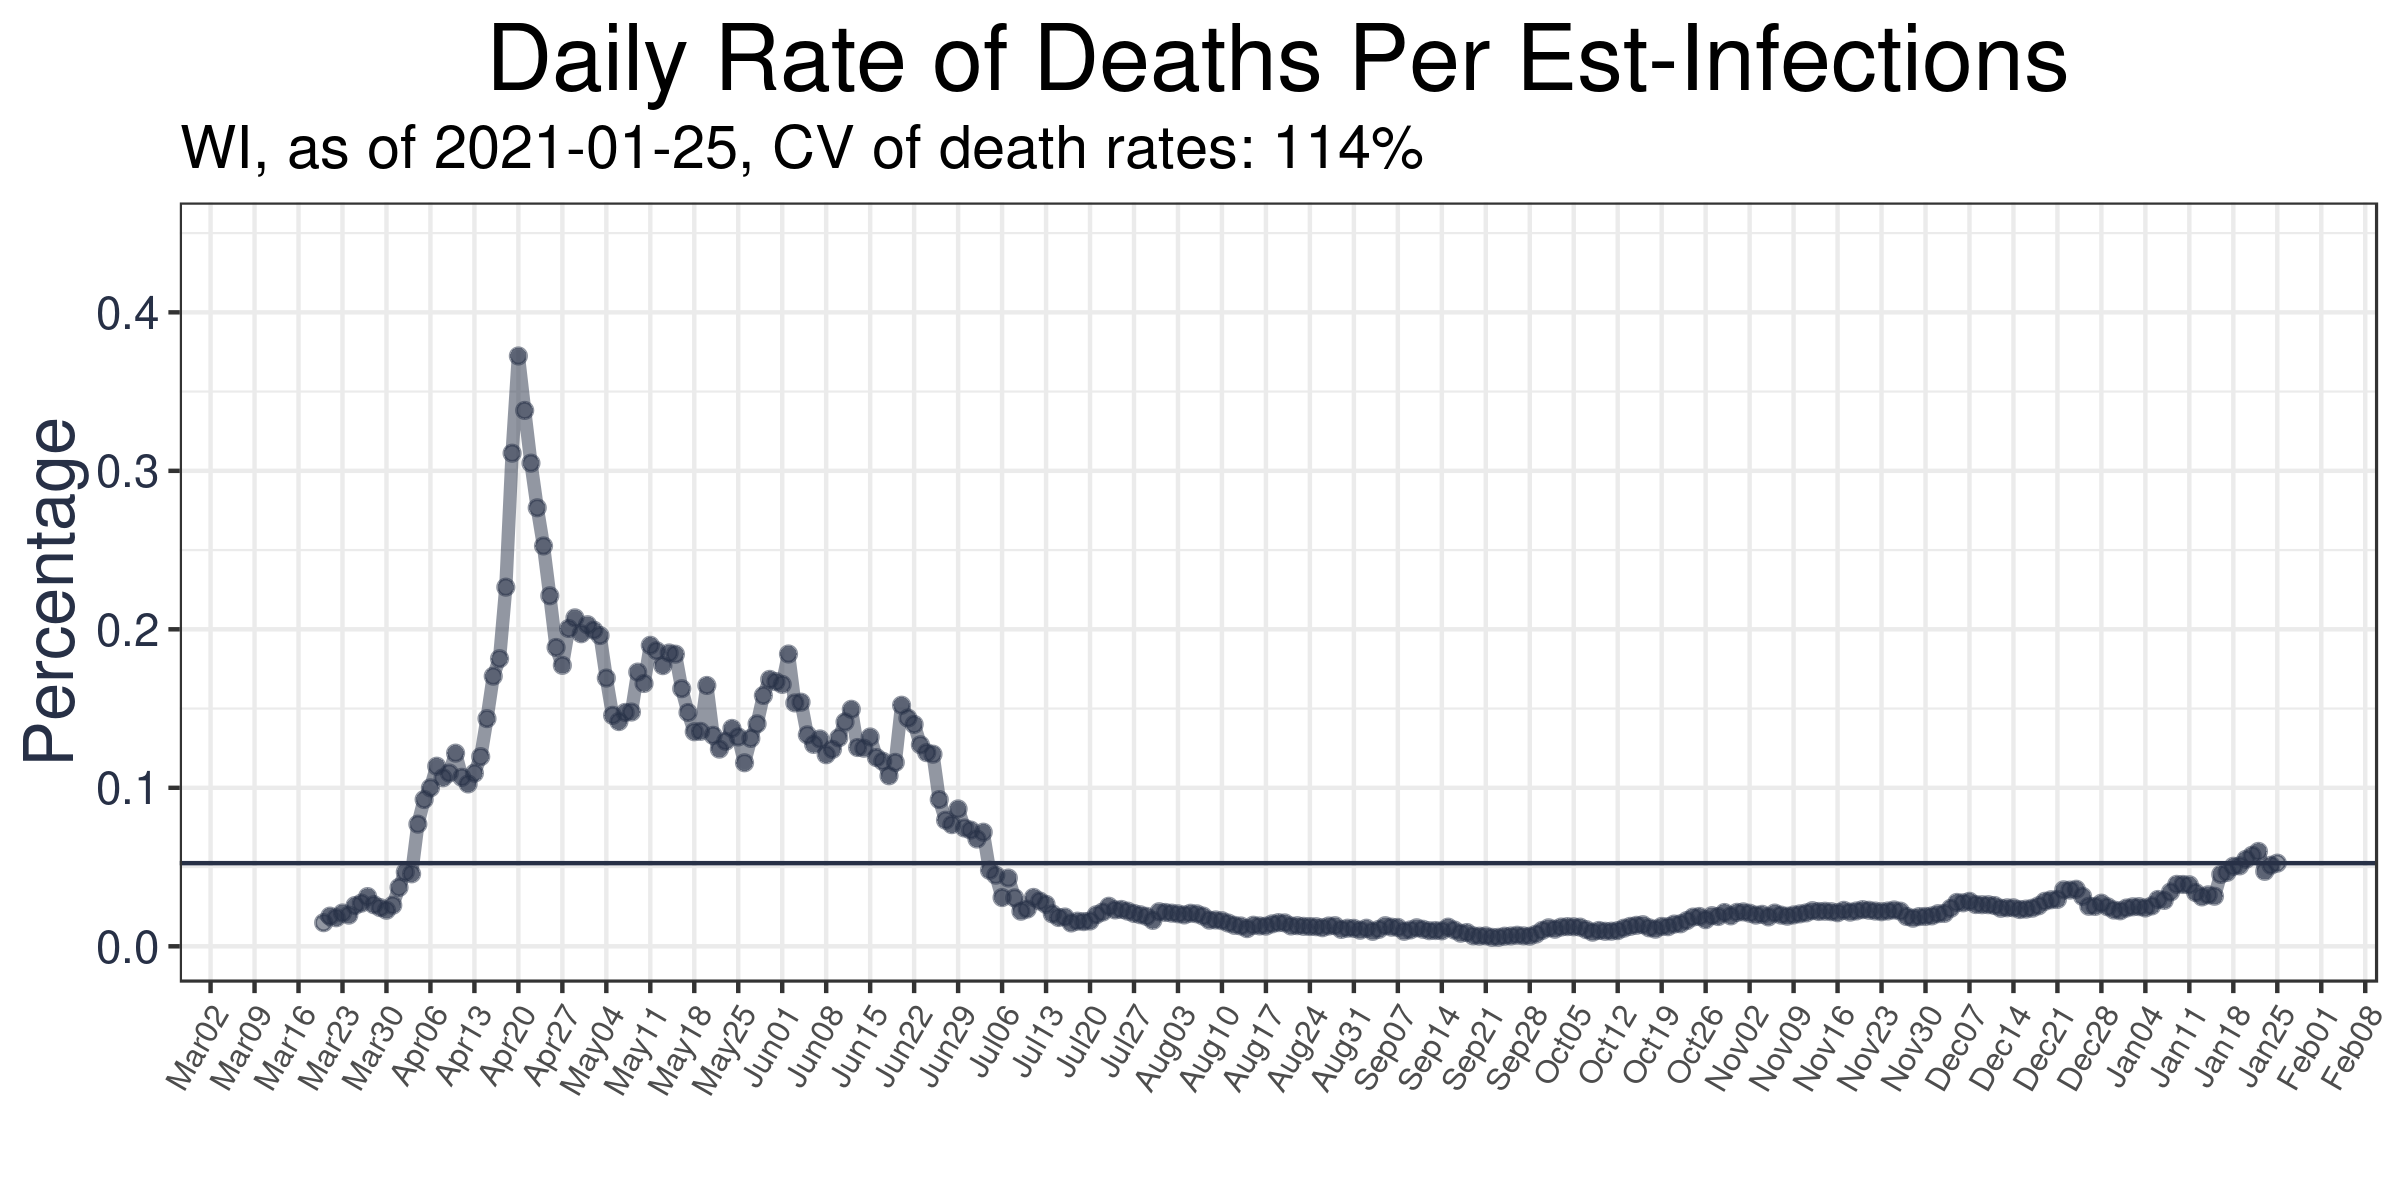 Daily Rate of Deaths Per Est-Infections
WI, as of 2021-01-25, CV of death rates: 114%
Percentage
0.4
0.3
0.2
0.1
0.0
Mar02 Mar09 Mar16 Mar23 Mar30 Apr06 Apr13 Apr20 Apr27 May04 May11 May18 May25 Jun01 Jun08 Jun15 Jun22 Jun29 Jul06 Jul13 Jul20 Jul27 Aug03 Aug10 Aug17 Aug24 Aug31 Sep07 Sep14 Sep21 Sep28 Oct05 Oct12 Oct19 Oct26 Nov02 Nov09 Nov16 Nov23 Nov30 Dec07 Dec14 Dec21 Dec28 Jan04 Jan11 Jan18 Jan25 Feb01 Feb08